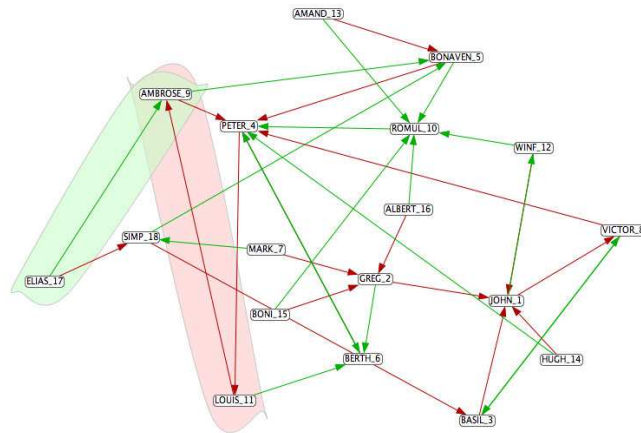 AMAND_13
BONAVEN_5
AMBROSE_9
PETER_4
ROMUL_10
WINF_12
ALBERT_16
VICTOR_8
SIMP_18
MARK_7
ELIAS_17
GREG_2
JOHN_1
BONI_15
BERTH_6
HUGH_14
LOUIS_11
BASIL_3